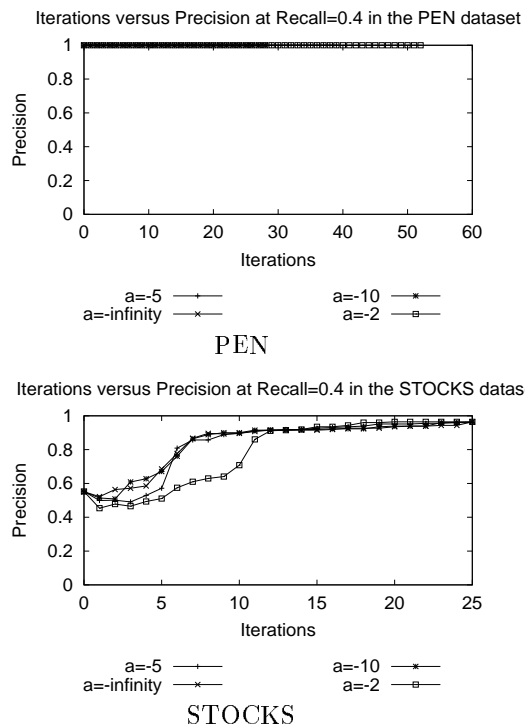 Iterations versus Precision at Recall=0.4 in the PEN dataset
1
0.8
0.6
0.4
0.2
0
Precision
0 10 20 30 40 50 60
Iterations
a=-5 a=-10
a=-infinity a=-2
PEN
Iterations versus Precision at Recall=0.4 in the STOCKS datas
1
0.8
0.6
0.4
0.2
0
Precision
0 5 10 15 20 25
Iterations
a=-5 a=-10
a=-infinity a=-2
STOCKS